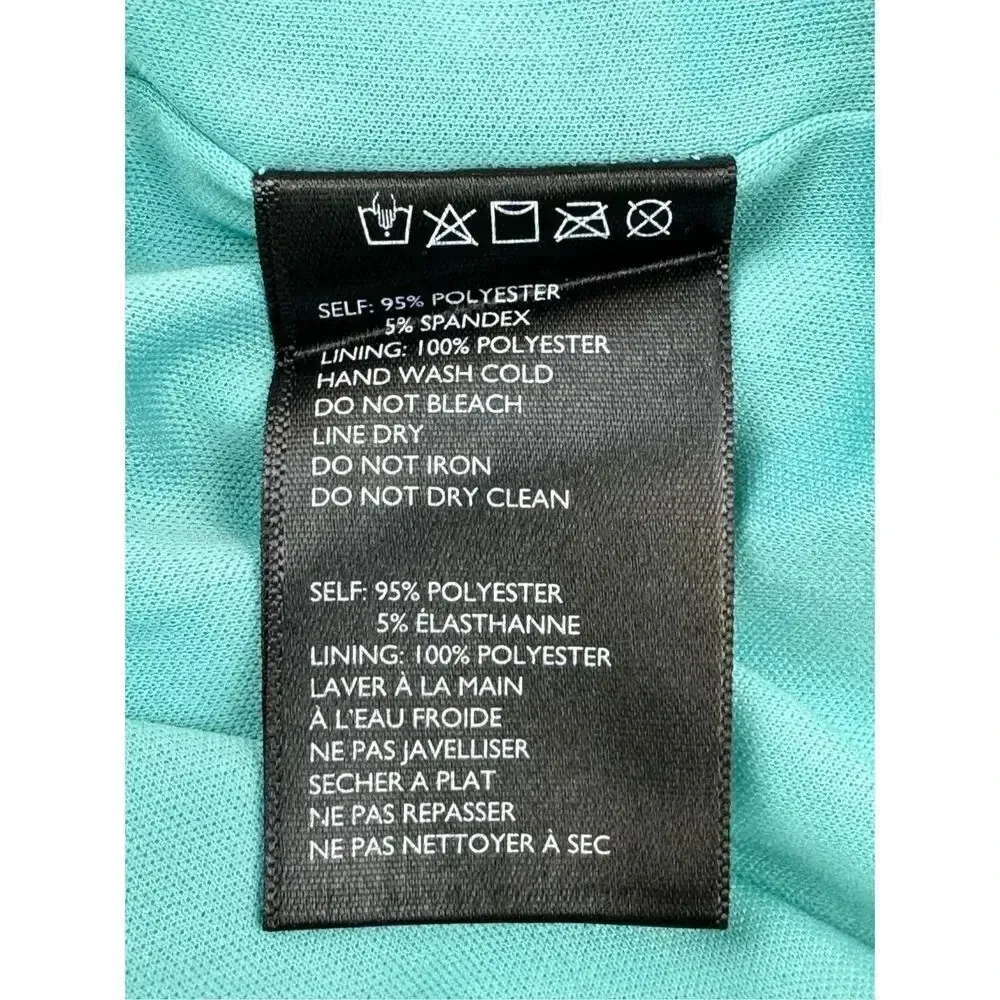 SELF: 95% POLYESTER
5% SPANDEX
LINING: 100% POLYESTER
HAND WASH COLD
DO NOT BLEACH
LINE DRY
DO NOT IRON
DO NOT DRY CLEAN
SELF: 95% POLYESTER
5% ÉLASTHANNE
LINING: 100% POLYESTER
LAVER À LA MAIN
À L'EAU FROIDE
NE PAS JAVELLISER
SECHER A PLAT
NE PAS REPASSER
NE PAS NETTOYER À SEC